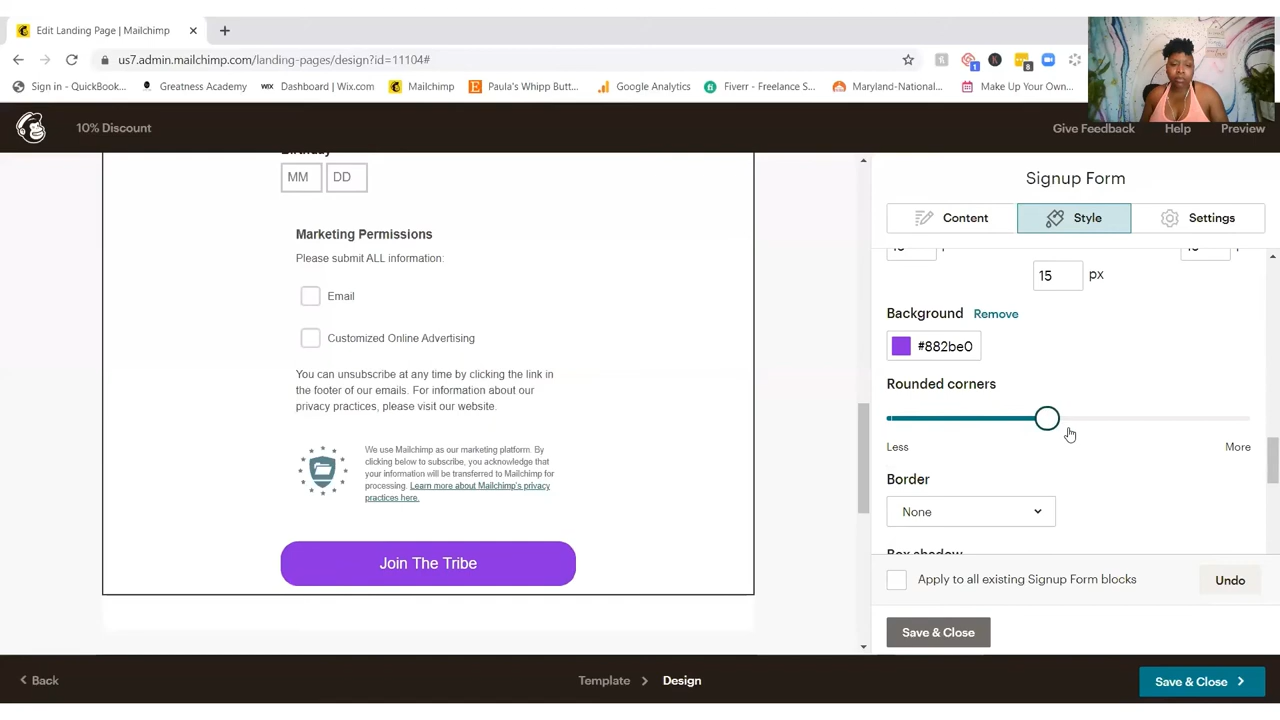 Edit Landing Page | Mailchimp
us7.admin.mailchimp.com/landing-pages/design?id=11104#
Sign in - QuickBook...
Greatness Academy
WIX
Dashboard | Wix.com
Mailchimp
Paula's Whipp Butt...
Google Analytics
Fiverr - Freelance S...
Maryland-National...
Make Up Your Own...
1
8
10% Discount
Give Feedback
Help
Preview
MM
DD
Marketing Permissions
Please submit ALL information:
Email
Customized Online Advertising
You can unsubscribe at any time by clicking the link in
the footer of our emails. For information about our
privacy practices, please visit our website.
We use Mailchimp as our marketing platform. By
clicking below to subscribe, you acknowledge that
your information will be transferred to Mailchimp for
processing. Learn more about Mailchimp's privacy
practices here.
Join The Tribe
Signup Form
Content
Style
Settings
15 px
Background Remove
#882be0
Rounded corners
Less
More
Border
None
Box shadow
Apply to all existing Signup Form blocks
Undo
Save & Close
Back
Template
Design
Save & Close